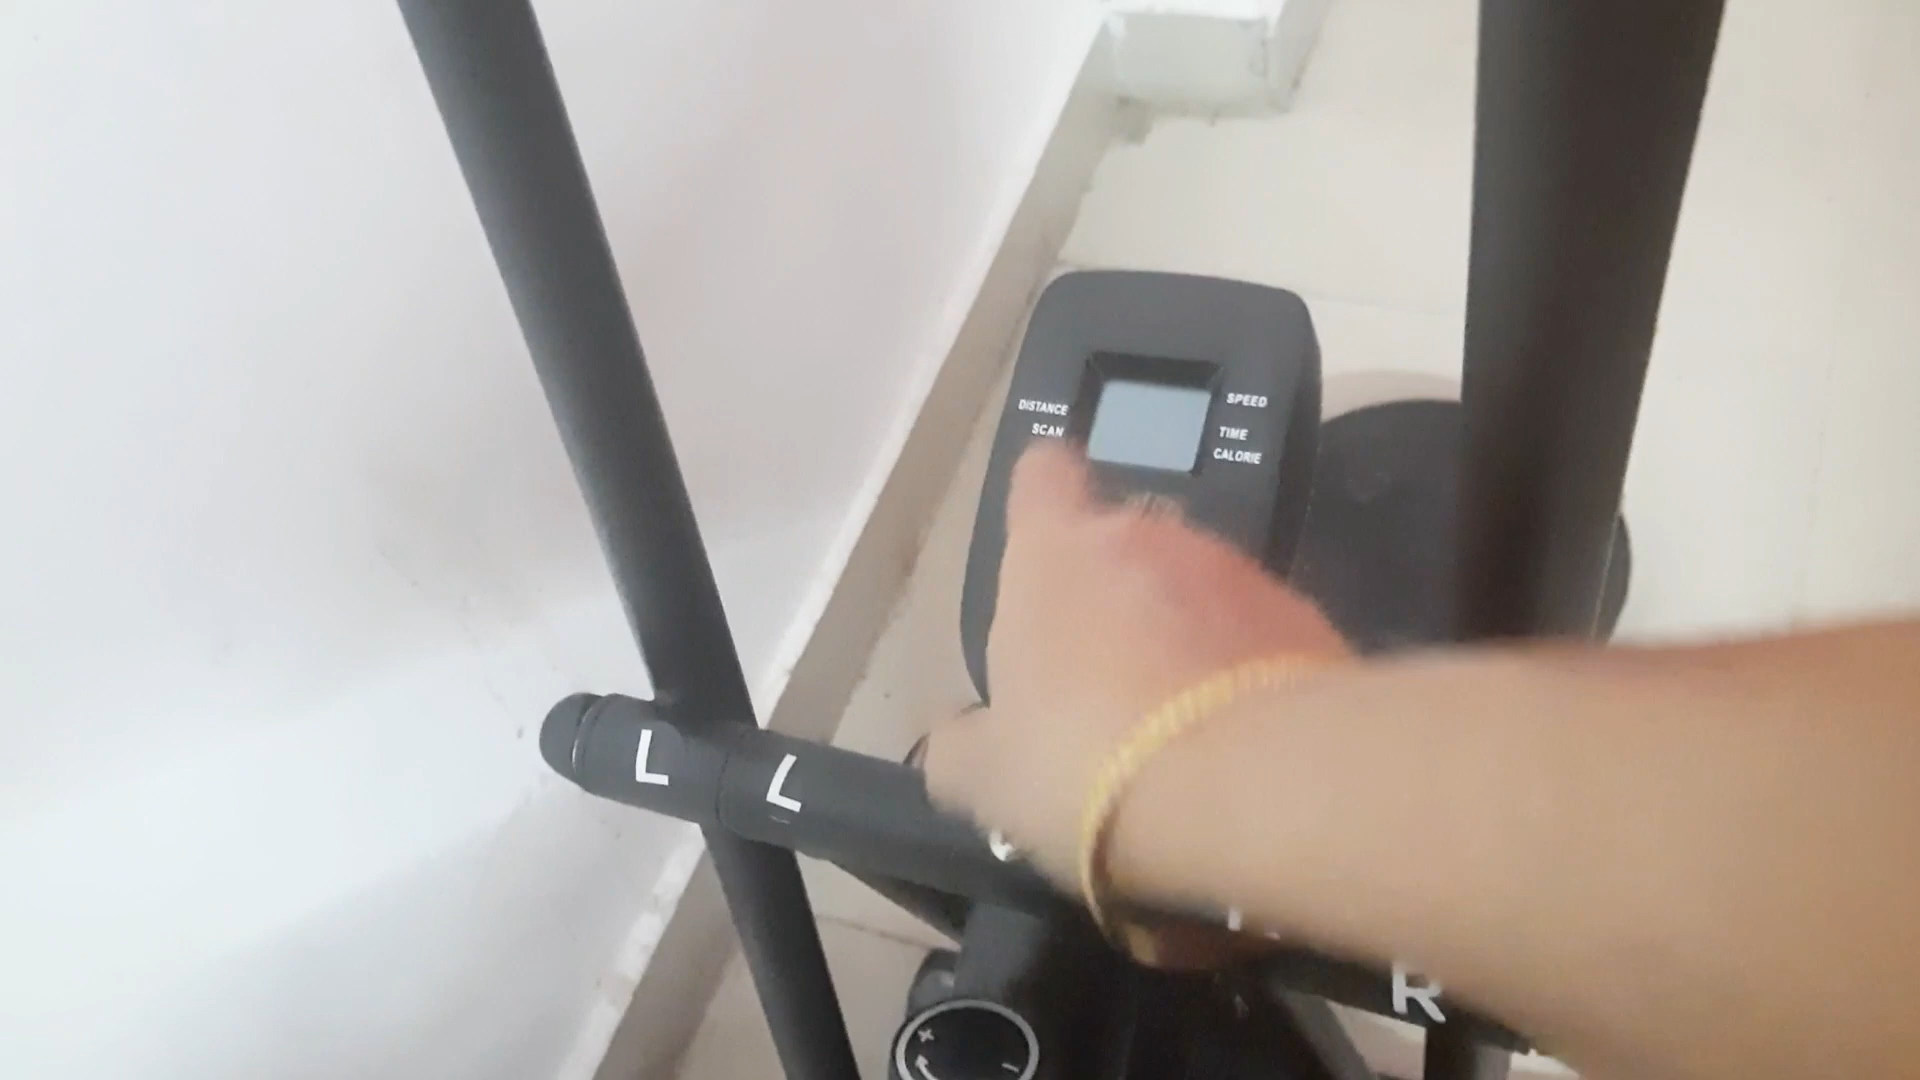 DISTANCE
SCAN
SPEED
TIME
CALORIE
L
L
R
+
-